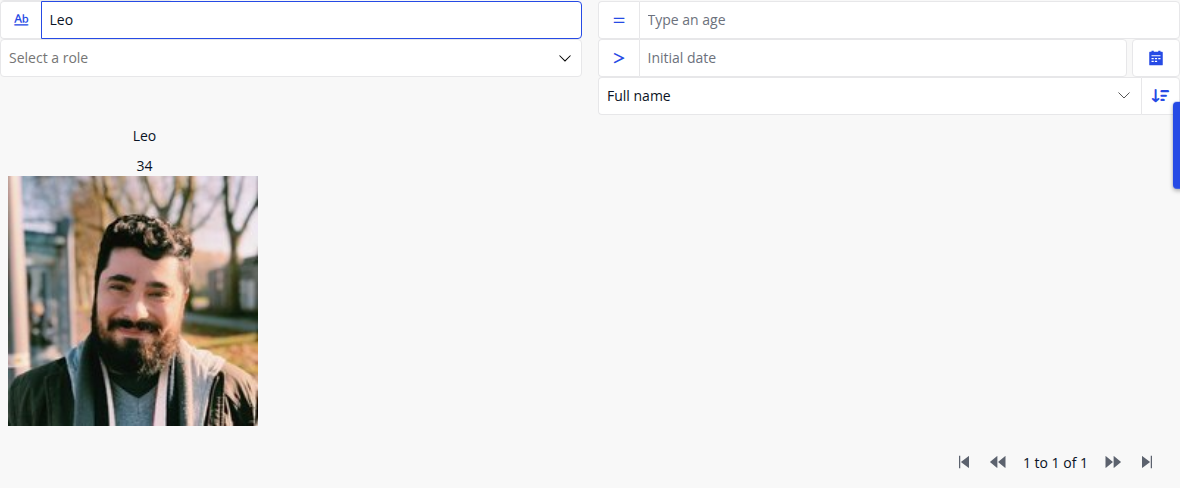 Ab Leo
= Type an age
Select a role
> Initial date
Full name
Leo
34
1 to 1 of 1